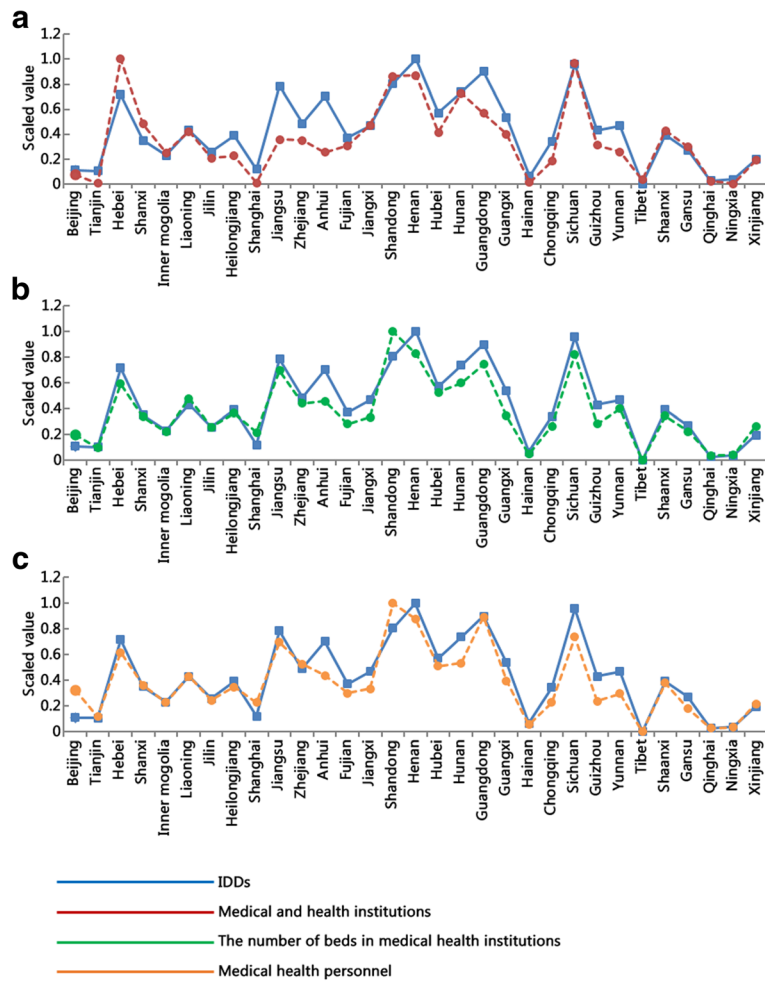 a
1.2
1.0
0.8
0.6
0.4
0.2
0
Scaled value
Beijing
Tianjin
Hebei
Shanxi
Inner mogolia
Liaoning
Jilin
Heilongjiang
Shanghai
Jiangsu
Zhejiang
Anhui
Fujian
Jiangxi
Shandong
Henan
Hubei
Hunan
Guangdong
Guangxi
Hainan
Chongqing
Sichuan
Guizhou
Yunnan
Tibet
Shaanxi
Gansu
Qinghai
Ningxia
Xinjiang
b
1.2
1.0
0.8
0.6
0.4
0.2
0
Scaled value
Beijing
Tianjin
Hebei
Shanxi
Inner mogolia
Liaoning
Jilin
Heilongjiang
Shanghai
Jiangsu
Zhejiang
Anhui
Fujian
Jiangxi
Shandong
Henan
Hubei
Hunan
Guangdong
Guangxi
Hainan
Chongqing
Sichuan
Guizhou
Yunnan
Tibet
Shaanxi
Gansu
Qinghai
Ningxia
Xinjiang
c
1.2
1.0
0.8
0.6
0.4
0.2
0
Scaled value
Beijing
Tianjin
Hebei
Shanxi
Inner mogolia
Liaoning
Jilin
Heilongjiang
Shanghai
Jiangsu
Zhejiang
Anhui
Fujian
Jiangxi
Shandong
Henan
Hubei
Hunan
Guangdong
Guangxi
Hainan
Chongqing
Sichuan
Guizhou
Yunnan
Tibet
Shaanxi
Gansu
Qinghai
Ningxia
Xinjiang
IDDs
Medical and health institutions
The number of beds in medical health institutions
Medical health personnel